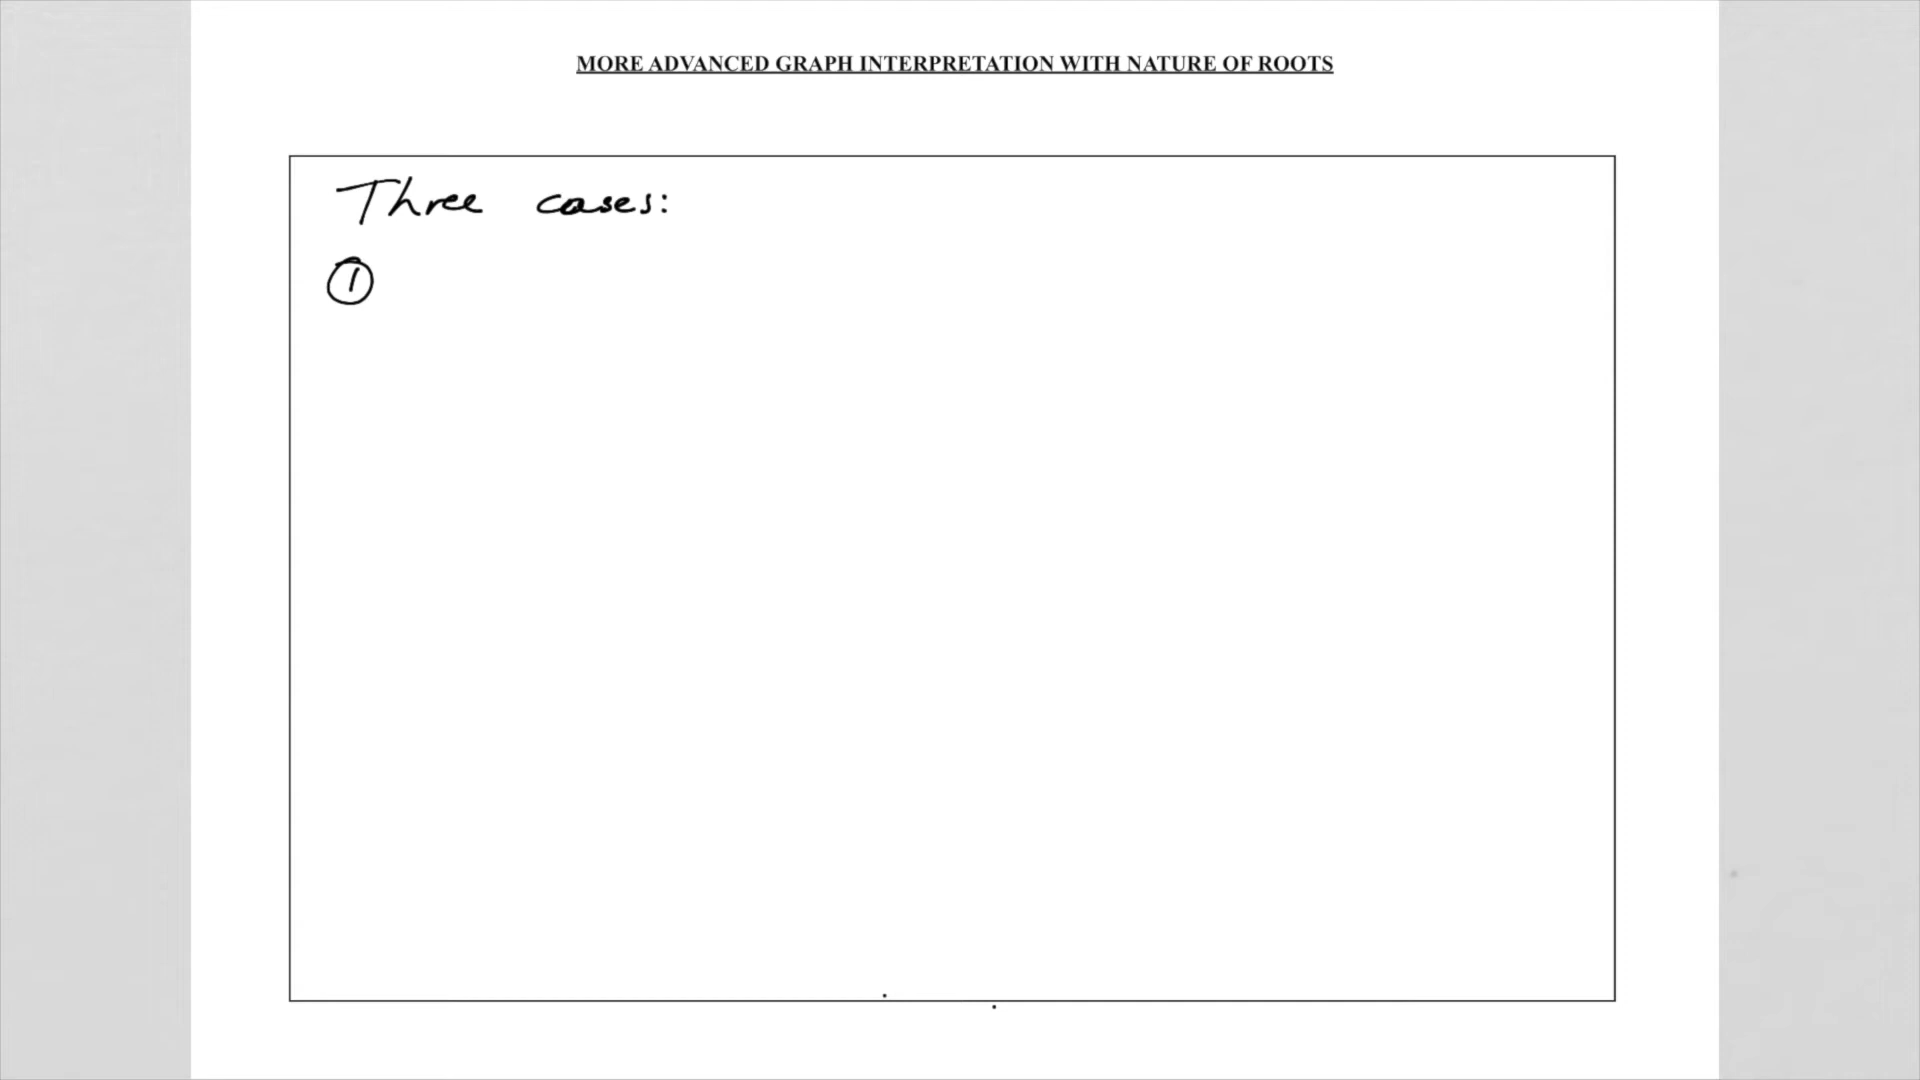 MORE ADVANCED GRAPH INTERPRETATION WITH NATURE OF ROOTS
Three cases:
①